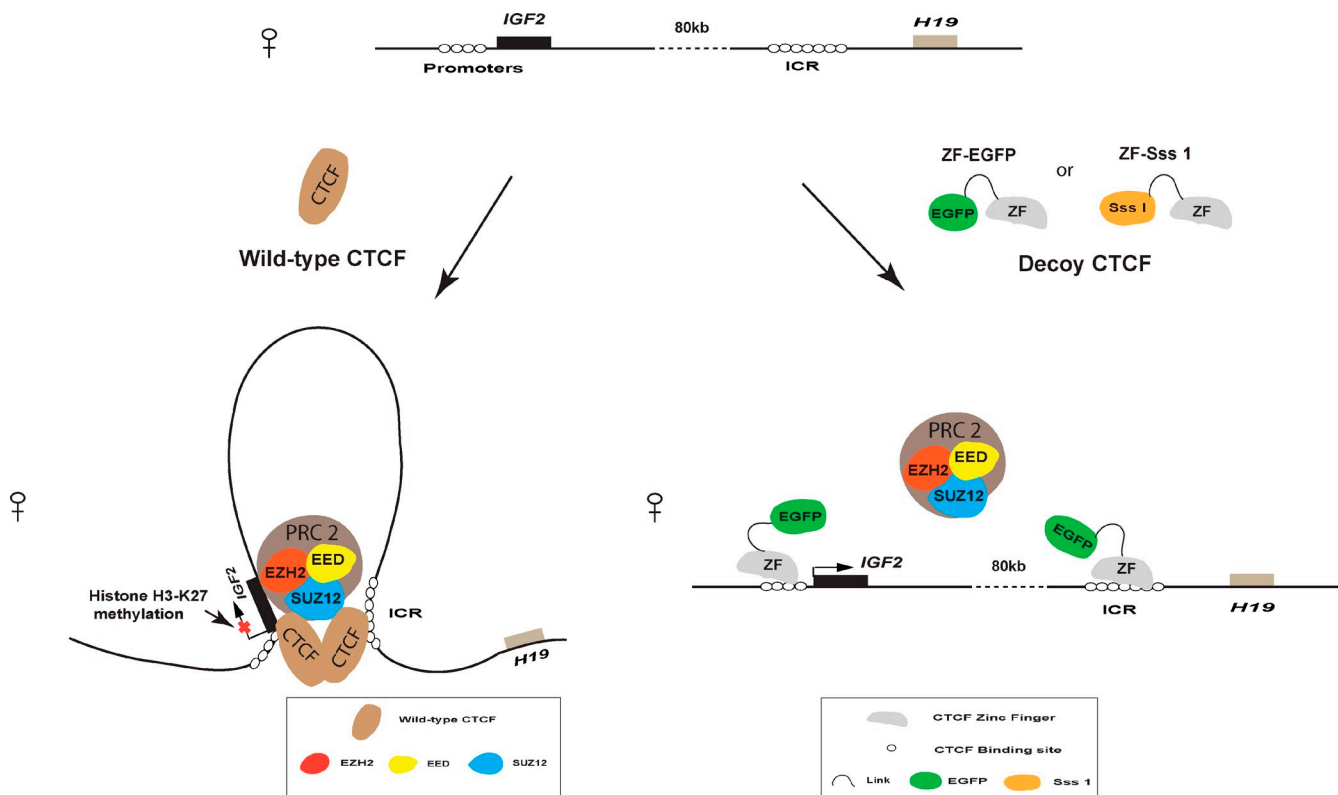 IGF2
80kb
H19
Promoters
ICR
ZF-EGFP
or
ZF-Sss 1
CTCF
EGFP
ZF
Sss I
ZF
Wild-type CTCF
Decoy CTCF
PRC 2
EZH2
EED
SUZ12
IGF2
Histone H3-K27
methylation
ICR
CTCF
CTCF
H19
PRC 2
EZH2
EED
SUZ12
EGFP
EGFP
ZF
IGF2
80kb
ZF
ICR
H19
Wild-type CTCF
EZH2
EED
SUZ12
CTCF Zinc Finger
CTCF Binding site
Link
EGFP
Sss 1